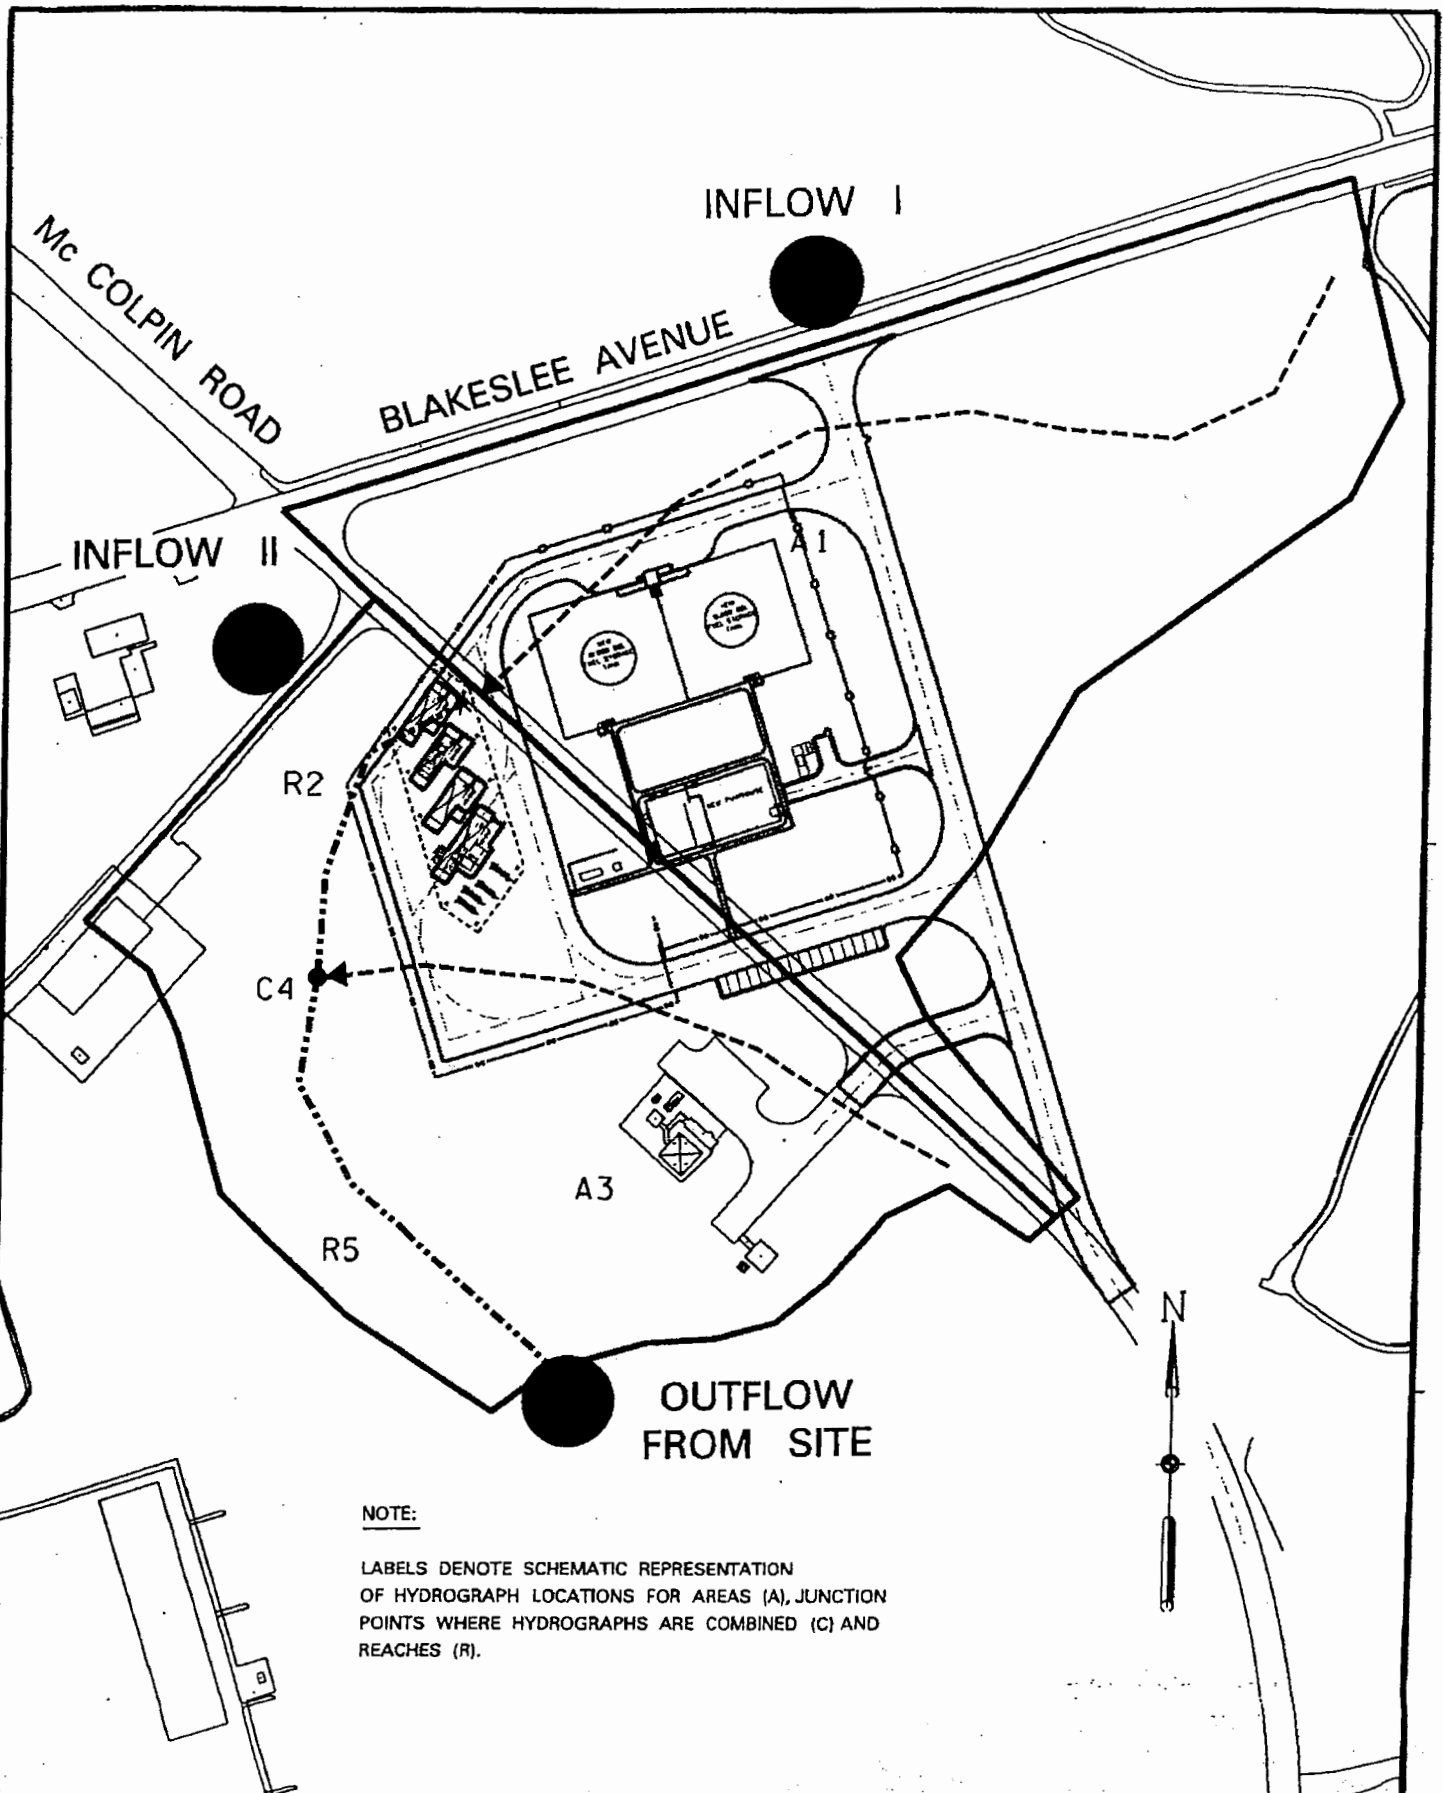 INFLOW I
Mc COLPIN ROAD
BLAKESLEE AVENUE
INFLOW II
A1
R2
C4
A3
R5
N
OUTFLOW
FROM SITE
NOTE:
LABELS DENOTE SCHEMATIC REPRESENTATION
OF HYDROGRAPH LOCATIONS FOR AREAS (A), JUNCTION
POINTS WHERE HYDROGRAPHS ARE COMBINED (C) AND
REACHES (R).